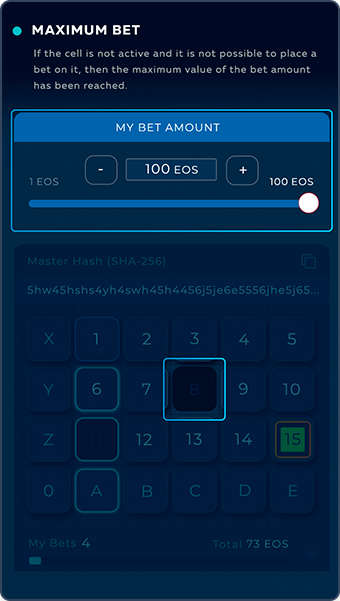 MAXIMUM BET
If the cell is not active and it is not possible to place a
bet on it, then the maximum value of the bet amount
has been reached.
MY BET AMOUNT
- 100 EOS +
1 EOS 100 EOS
Master Hash (SHA-256)
5hw45hshs4yh4swh45h4456j5je6e5556jhe5j65...
X 1 2 3 4 5
Y 6 7 8 9 10
Z 11 12 13 14 15
0 A B C D E
My Bets 4 Total 73 EOS